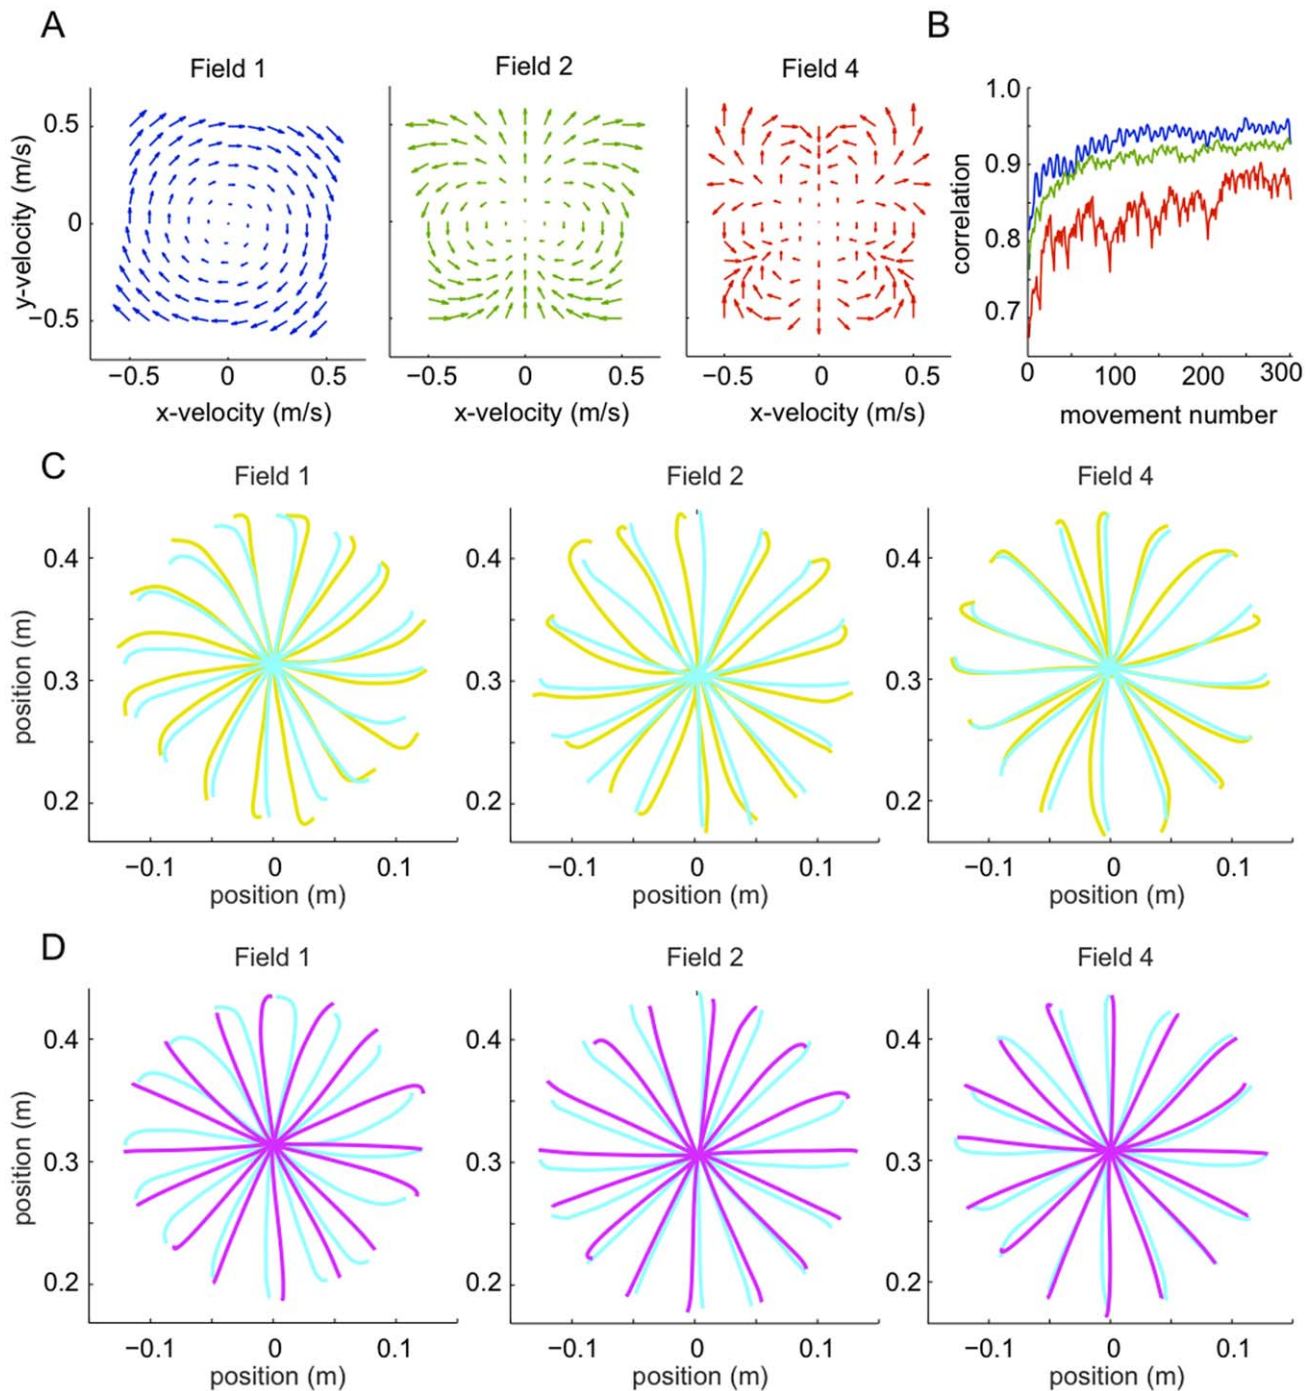 A
B
Field 1
Field 2
Field 4
y-velocity (m/s)
0.5
0
−0.5
−0.5
0
0.5
x-velocity (m/s)
−0.5
0
0.5
x-velocity (m/s)
−0.5
0
0.5
x-velocity (m/s)
correlation
1.0
0.9
0.8
0.7
0
100
200
300
movement number
C
Field 1
Field 2
Field 4
position (m)
0.4
0.3
0.2
−0.1
0
0.1
position (m)
0.4
0.3
0.2
−0.1
0
0.1
position (m)
0.4
0.3
0.2
−0.1
0
0.1
position (m)
D
Field 1
Field 2
Field 4
position (m)
0.4
0.3
0.2
−0.1
0
0.1
position (m)
0.4
0.3
0.2
−0.1
0
0.1
position (m)
0.4
0.3
0.2
−0.1
0
0.1
position (m)